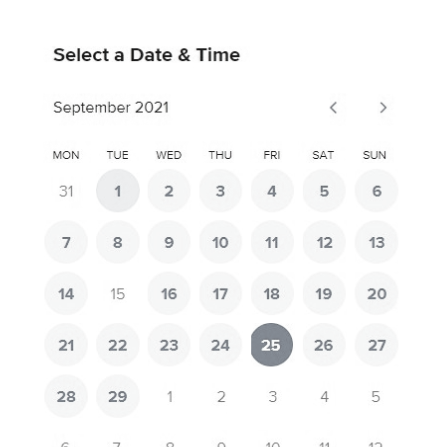 Select a Date & Time
September 2021
MON TUE WED THU FRI SAT SUN
31 1 2 3 4 5 6
7 8 9 10 11 12 13
14 15 16 17 18 19 20
21 22 23 24 25 26 27
28 29 1 2 3 4 5